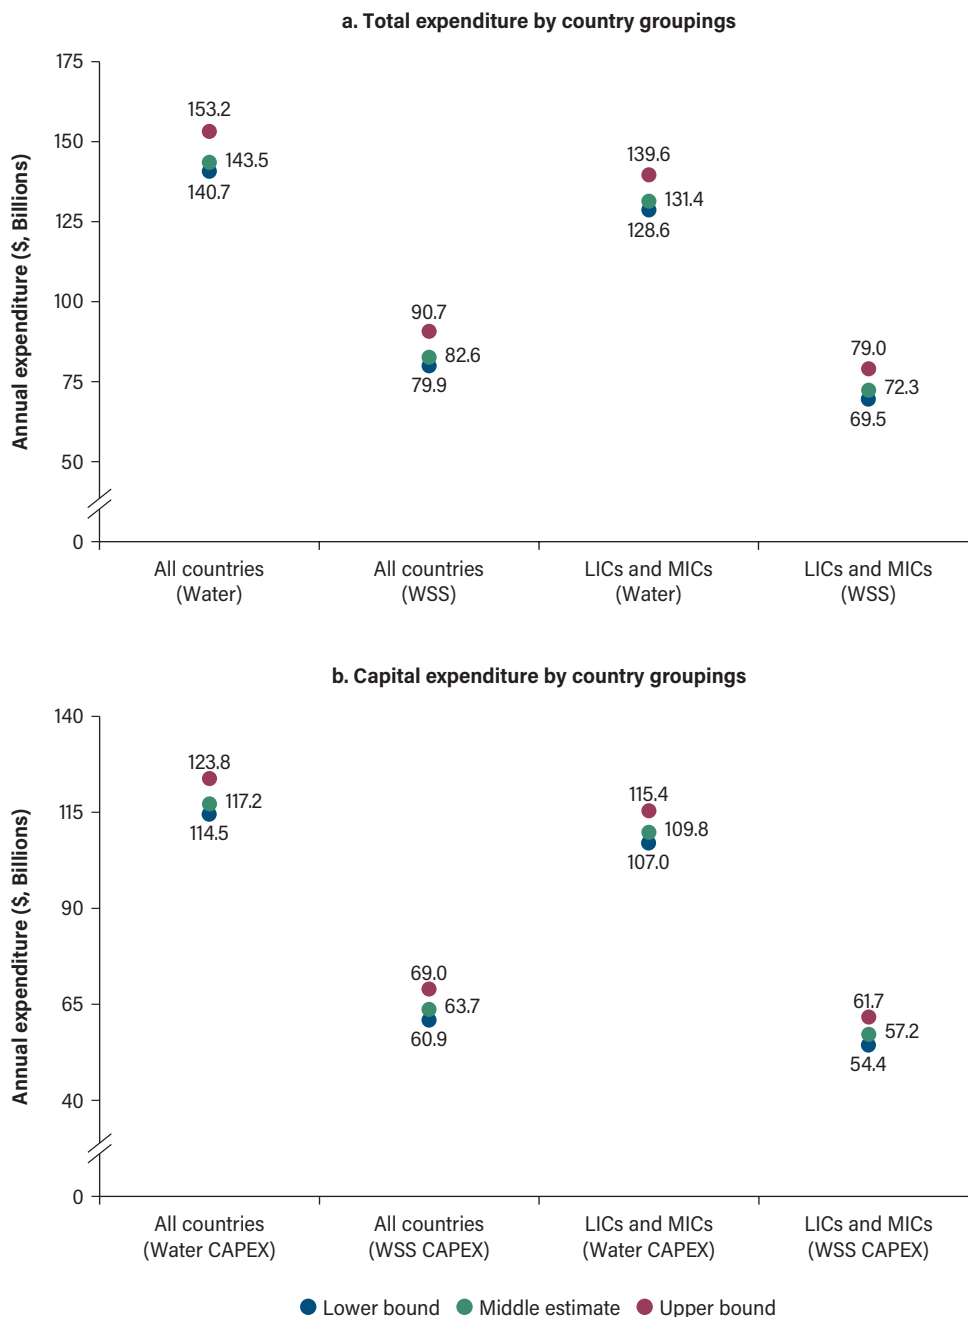 a. Total expenditure by country groupings
Annual expenditure ($, Billions)
175
150
125
100
75
50
0
153.2
143.5
140.7
90.7
82.6
79.9
139.6
131.4
128.6
79.0
72.3
69.5
All countries
(Water)
All countries
(WSS)
LICs and MICs
(Water)
LICs and MICs
(WSS)
b. Capital expenditure by country groupings
Annual expenditure ($, Billions)
140
115
90
65
40
0
123.8
117.2
114.5
69.0
63.7
60.9
115.4
109.8
107.0
61.7
57.2
54.4
All countries
(Water CAPEX)
All countries
(WSS CAPEX)
LICs and MICs
(Water CAPEX)
LICs and MICs
(WSS CAPEX)
Lower bound
Middle estimate
Upper bound